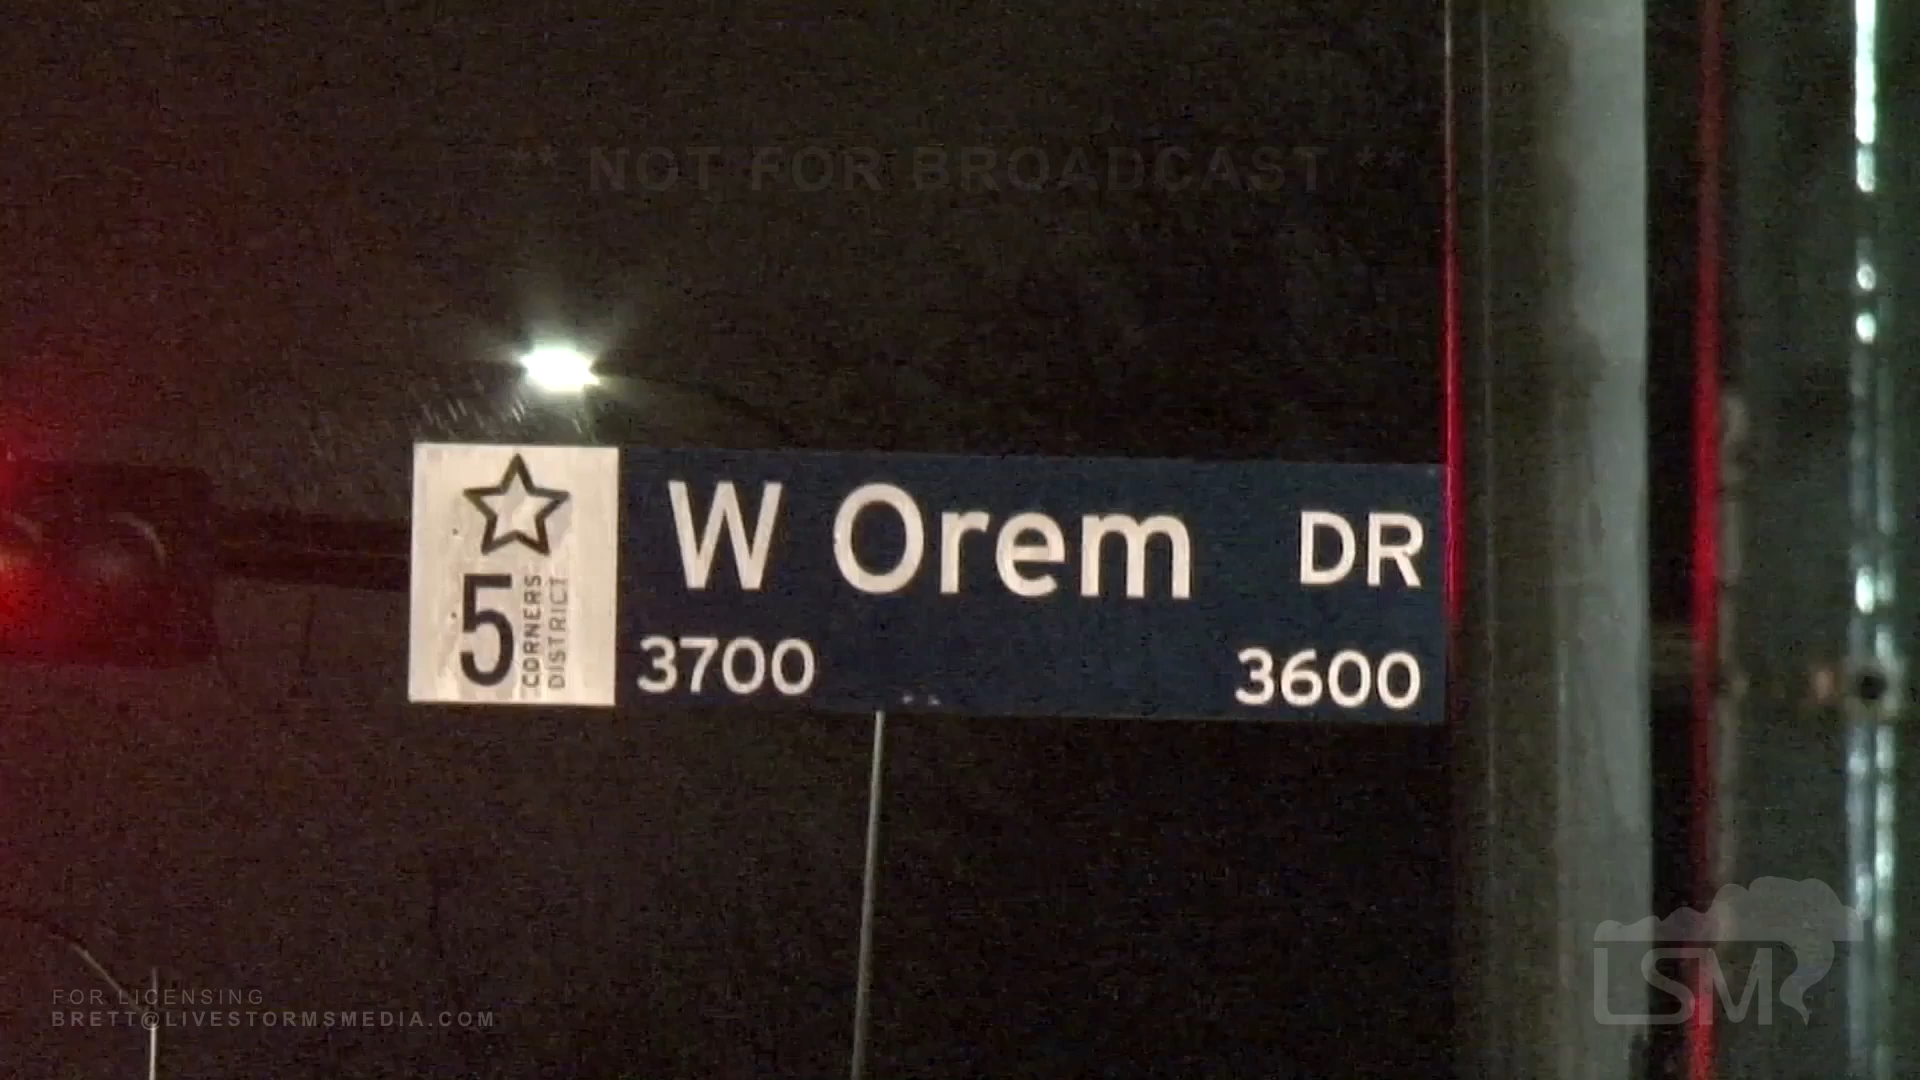 ** NOT FOR BROADCAST **
W Orem DR
5 CORNERS DISTRICT
3700 3600
LSM
FOR LICENSING
BRETT@LIVESTORMSMEDIA.COM